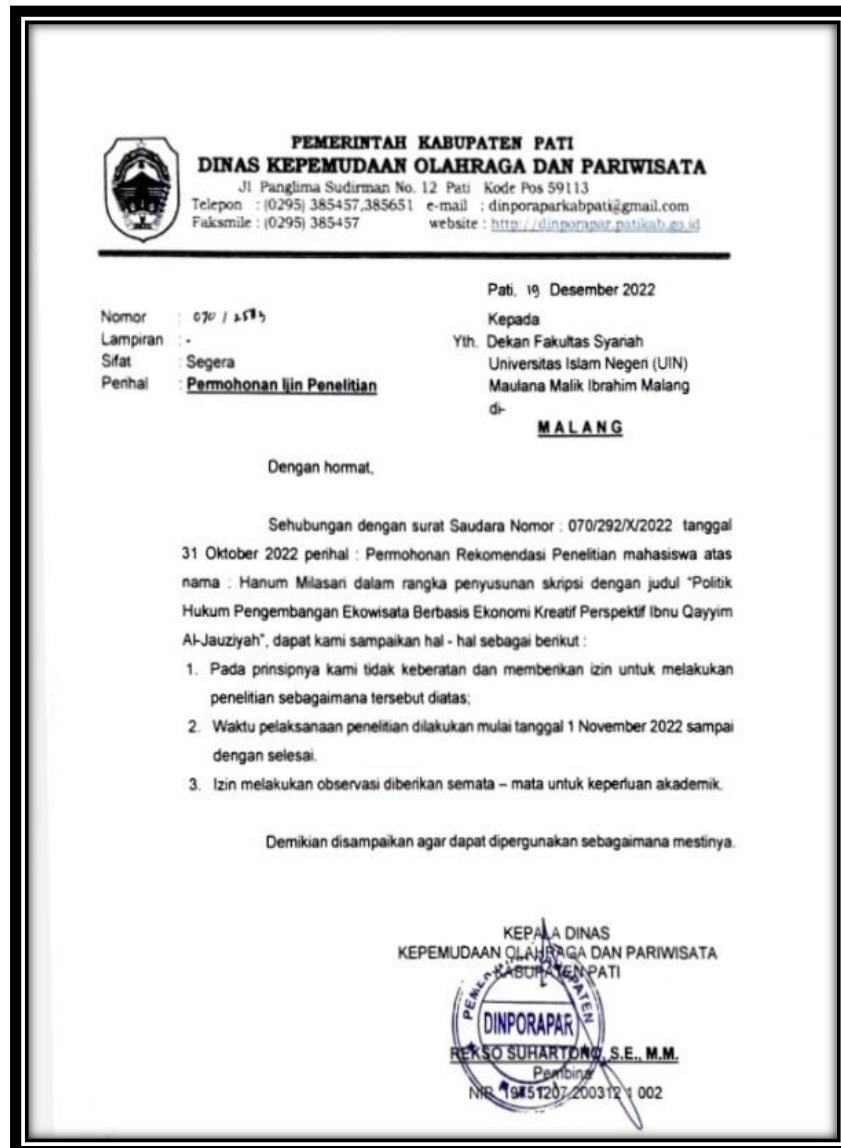 PEMERINTAH KABUPATEN PATI
DINAS KEPEMUDAAN OLAHRAGA DAN PARIWISATA
Jl Panglima Sudirman No. 12 Pati Kode Pos 59113
Telepon : (0295) 385457,385651 e-mail : dinporaparkabpati@gmail.com
Faksmile : (0295) 385457 website : http://dinporapar.patikab.go.id
Pati, 19 Desember 2022
Nomor : 070 /
Lampiran : -
Sifat : Segera
Perihal : Permohonan Ijin Penelitian
Kepada
Yth. Dekan Fakultas Syariah
Universitas Islam Negeri (UIN)
Maulana Malik Ibrahim Malang
di-
MALANG
Dengan hormat,
Sehubungan dengan surat Saudara Nomor : 070/292/X/2022 tanggal
31 Oktober 2022 perihal : Permohonan Rekomendasi Penelitian mahasiswa atas
nama : Hanum Milasari dalam rangka penyusunan skripsi dengan judul "Politik
Hukum Pengembangan Ekowisata Berbasis Ekonomi Kreatif Perspektif Ibnu Qayyim
Al-Jauziyah", dapat kami sampaikan hal - hal sebagai berikut :
1. Pada prinsipnya kami tidak keberatan dan memberikan izin untuk melakukan
penelitian sebagaimana tersebut diatas;
2. Waktu pelaksanaan penelitian dilakukan mulai tanggal 1 November 2022 sampai
dengan selesai.
3. Izin melakukan observasi diberikan semata – mata untuk keperluan akademik.
Demikian disampaikan agar dapat dipergunakan sebagaimana mestinya.
KEPALA DINAS
KEPEMUDAAN OLAHRAGA DAN PARIWISATA
KABUPATEN PATI
PEMERINTAH KABUPATEN
DINPORAPAR
PATI
REKSO SUHARTONO, S.E., M.M.
Pembina
NIP. 19751207 200312 1 002